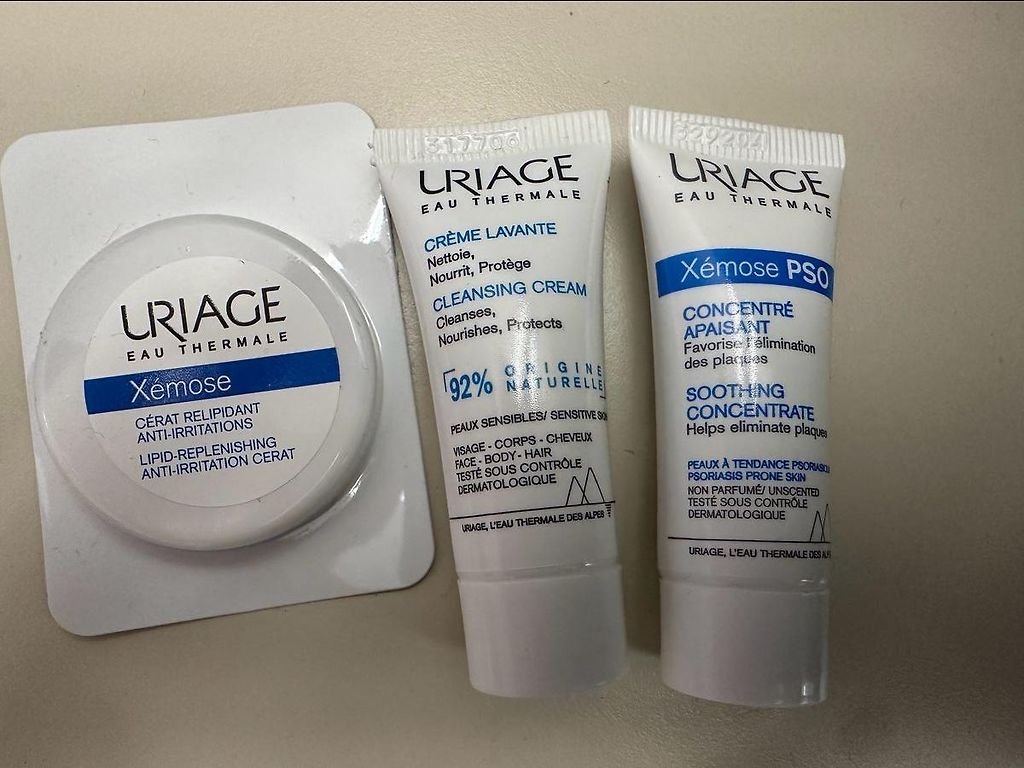 URIAGE
EAU THERMALE
Xémose
CÉRAT RELIPIDANT
ANTI-IRRITATIONS
LIPID-REPLENISHING
ANTI-IRRITATION CERAT
317706
URIAGE
EAU THERMALE
CRÈME LAVANTE
Nettoie,
Nourrit, Protège
CLEANSING CREAM
Cleanses,
Nourishes, Protects
92% ORIGINE
NATURELLE
PEAUX SENSIBLES/ SENSITIVE SKIN
VISAGE - CORPS - CHEVEUX
FACE - BODY - HAIR
TESTÉ SOUS CONTRÔLE
DERMATOLOGIQUE
URIAGE, L'EAU THERMALE DES ALPES
URIAGE
EAU THERMALE
Xémose PSO
CONCENTRÉ
APAISANT
Favorise l'élimination
des plaques
SOOTHING
CONCENTRATE
Helps eliminate plaques
PEAUX À TENDANCE
PSORIASIS PRONE SKIN
NON PARFUMÉ/ UNSCENTED
TESTÉ SOUS CONTRÔLE
DERMATOLOGIQUE
URIAGE, L'EAU THERMALE DES